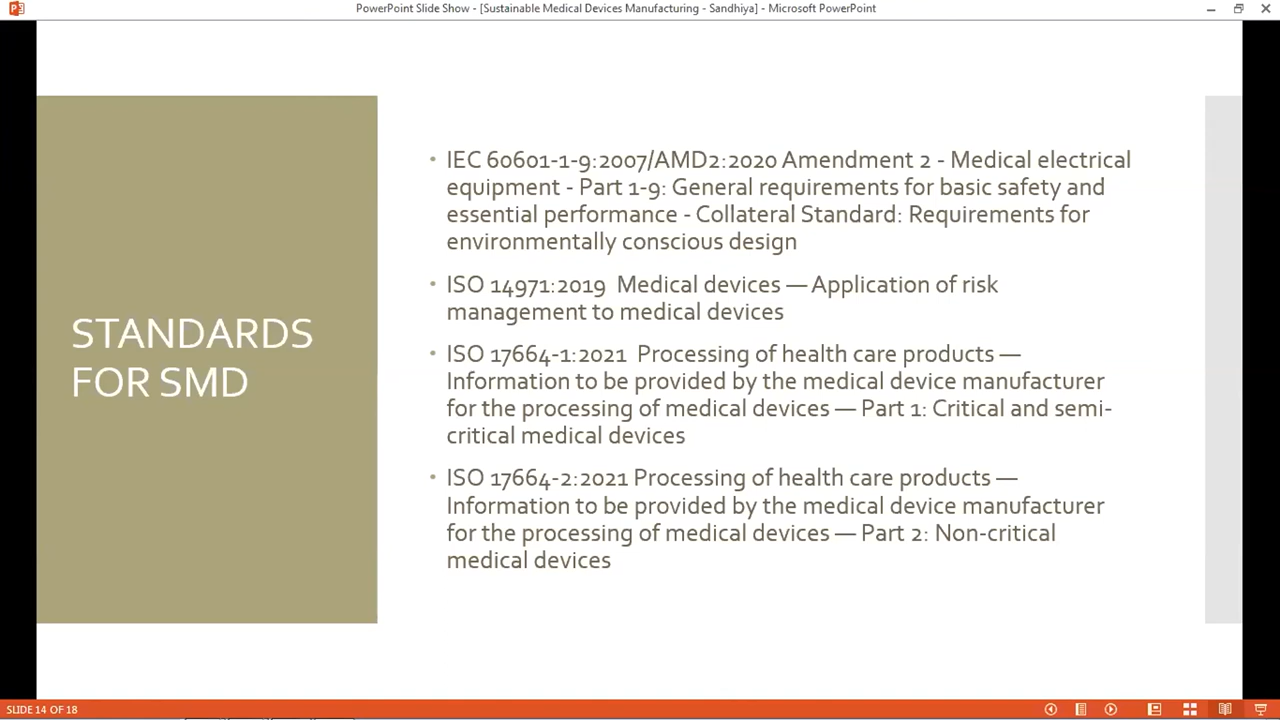 PowerPoint Slide Show - [Sustainable Medical Devices Manufacturing - Sandhiya] - Microsoft PowerPoint
STANDARDS
FOR SMD
• IEC 60601-1-9:2007/AMD2:2020 Amendment 2 - Medical electrical
equipment - Part 1-9: General requirements for basic safety and
essential performance - Collateral Standard: Requirements for
environmentally conscious design
• ISO 14971:2019  Medical devices — Application of risk
management to medical devices
• ISO 17664-1:2021  Processing of health care products —
Information to be provided by the medical device manufacturer
for the processing of medical devices — Part 1: Critical and semi-
critical medical devices
• ISO 17664-2:2021 Processing of health care products —
Information to be provided by the medical device manufacturer
for the processing of medical devices — Part 2: Non-critical
medical devices
SLIDE 14 OF 18